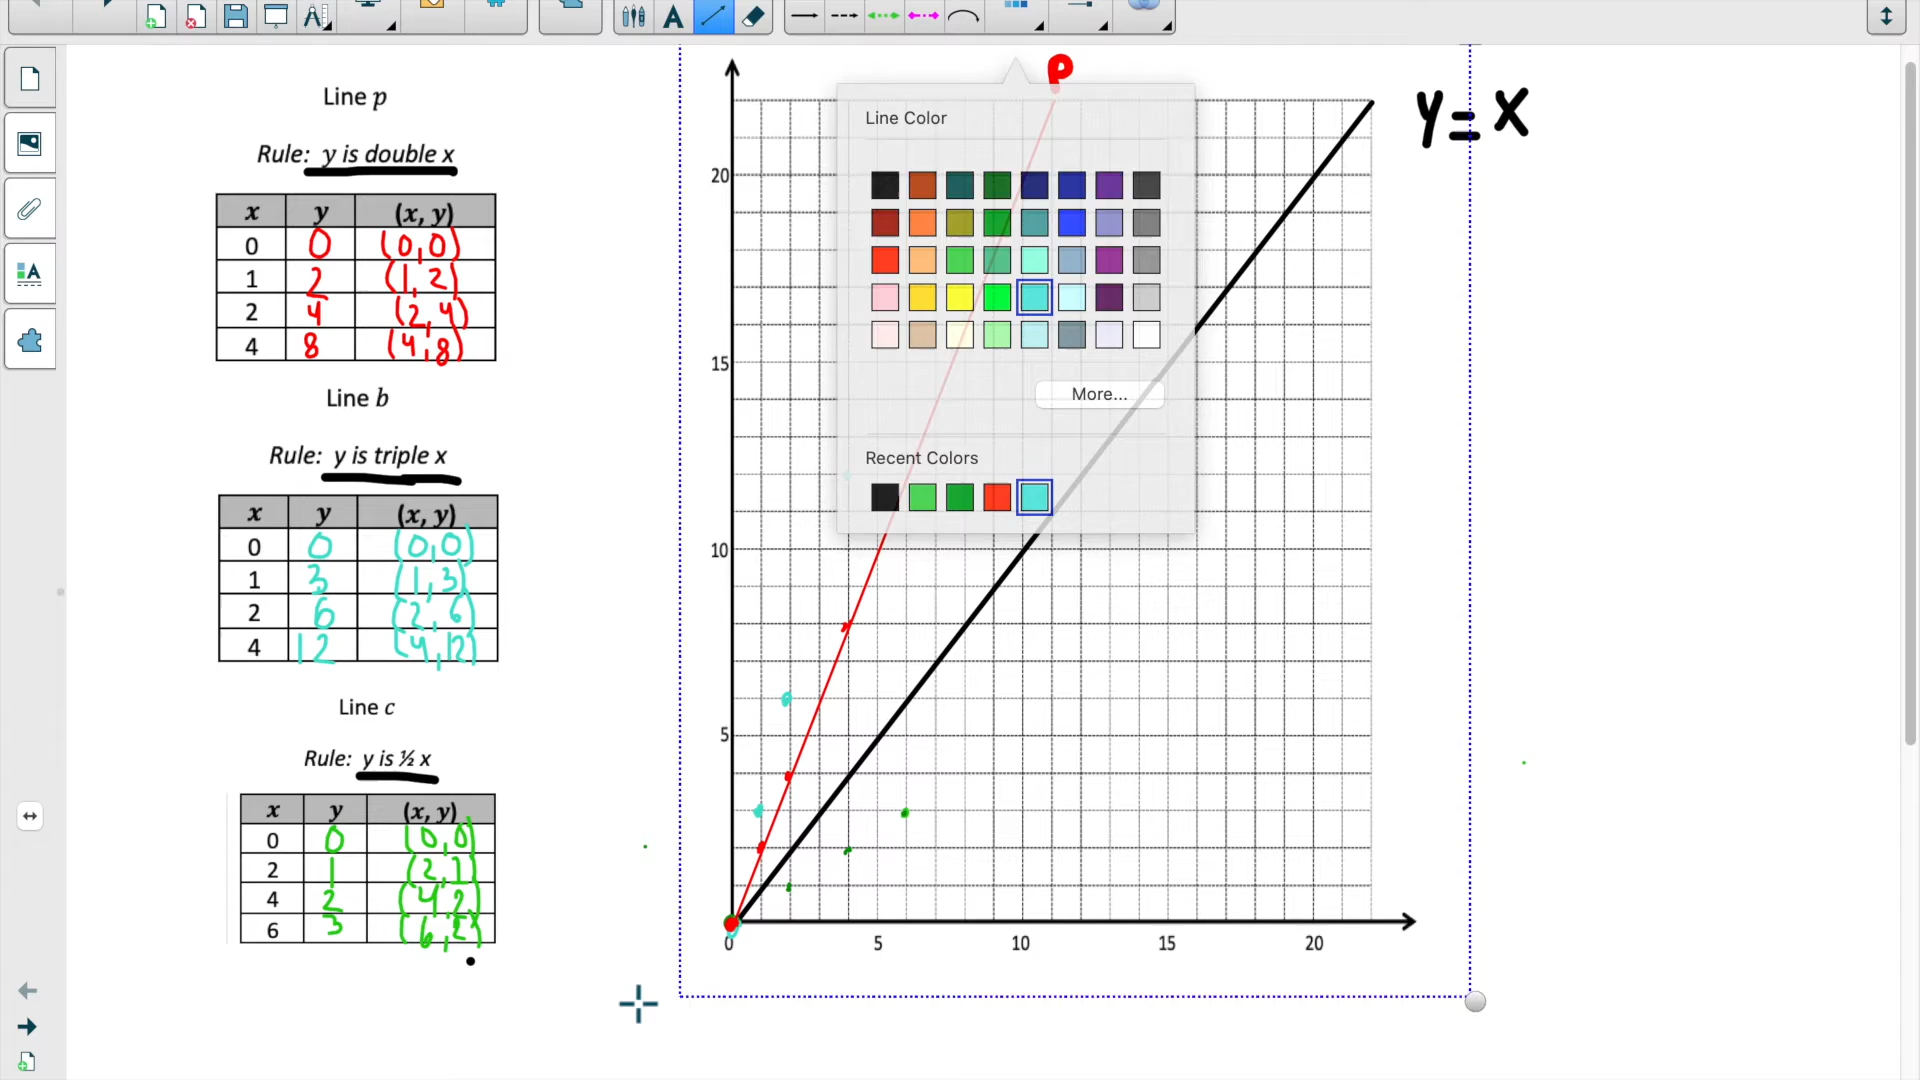 Line p
Rule: y is double x
x y (x, y)
0 0 (0,0)
1 2 (1,2)
2 4 (2,4)
4 8 (4,8)
Line b
Rule: y is triple x
x y (x, y)
0 0 (0,0)
1 3 (1,3)
2 6 (2,6)
4 12 (4,12)
Line c
Rule: y is ½ x
x y (x, y)
0 0 (0,0)
2 1 (2,1)
4 2 (4,2)
6 3 (6,
P
y=x
Line Color
More...
Recent Colors
20
15
10
5
0 5 10 15 20
A
A